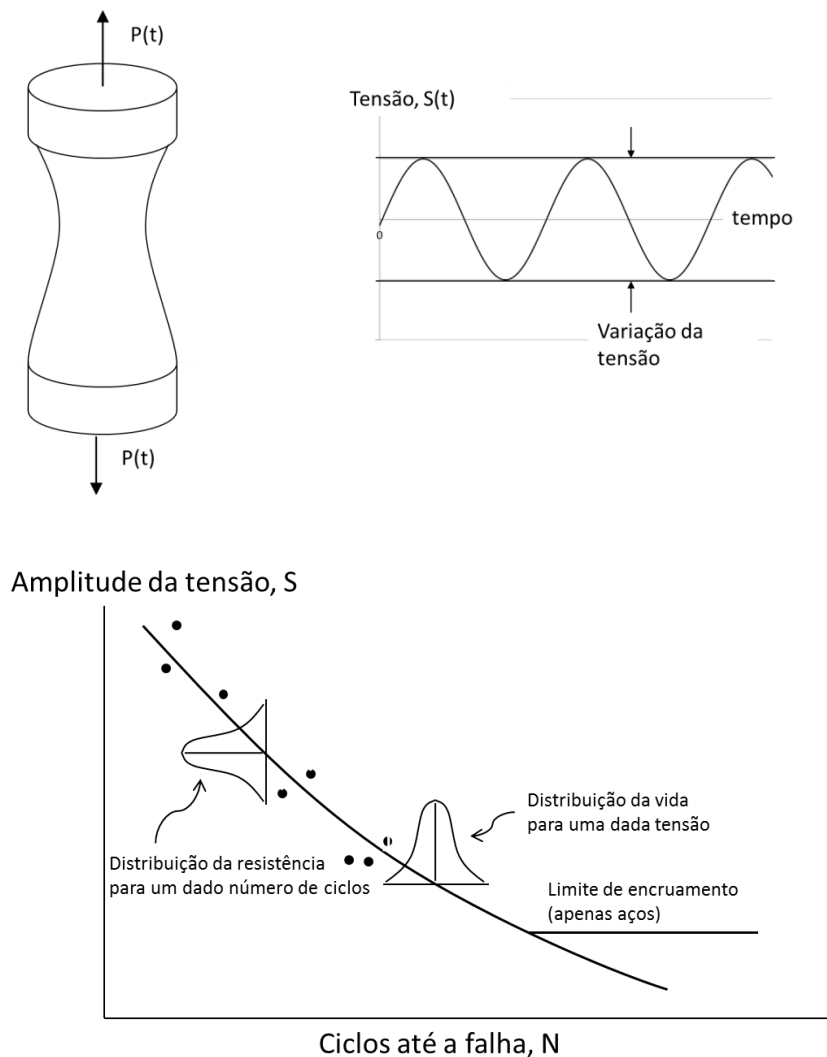 P(t)
P(t)
Tensão, S(t)
tempo
0
Variação da
tensão
Amplitude da tensão, S
Distribuição da resistência
para um dado número de ciclos
Distribuição da vida
para uma dada tensão
Limite de encruamento
(apenas aços)
Ciclos até a falha, N